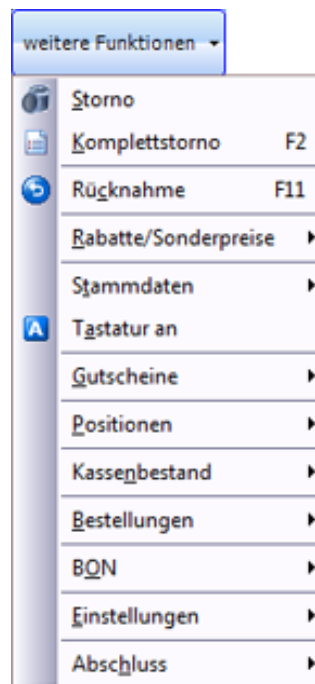 weitere Funktionen
Storno
Komplettstorno F2
Rücknahme F11
Rabatte/Sonderpreise
Stammdaten
A Tastatur an
Gutscheine
Positionen
Kassenbestand
Bestellungen
BON
Einstellungen
Abschluss